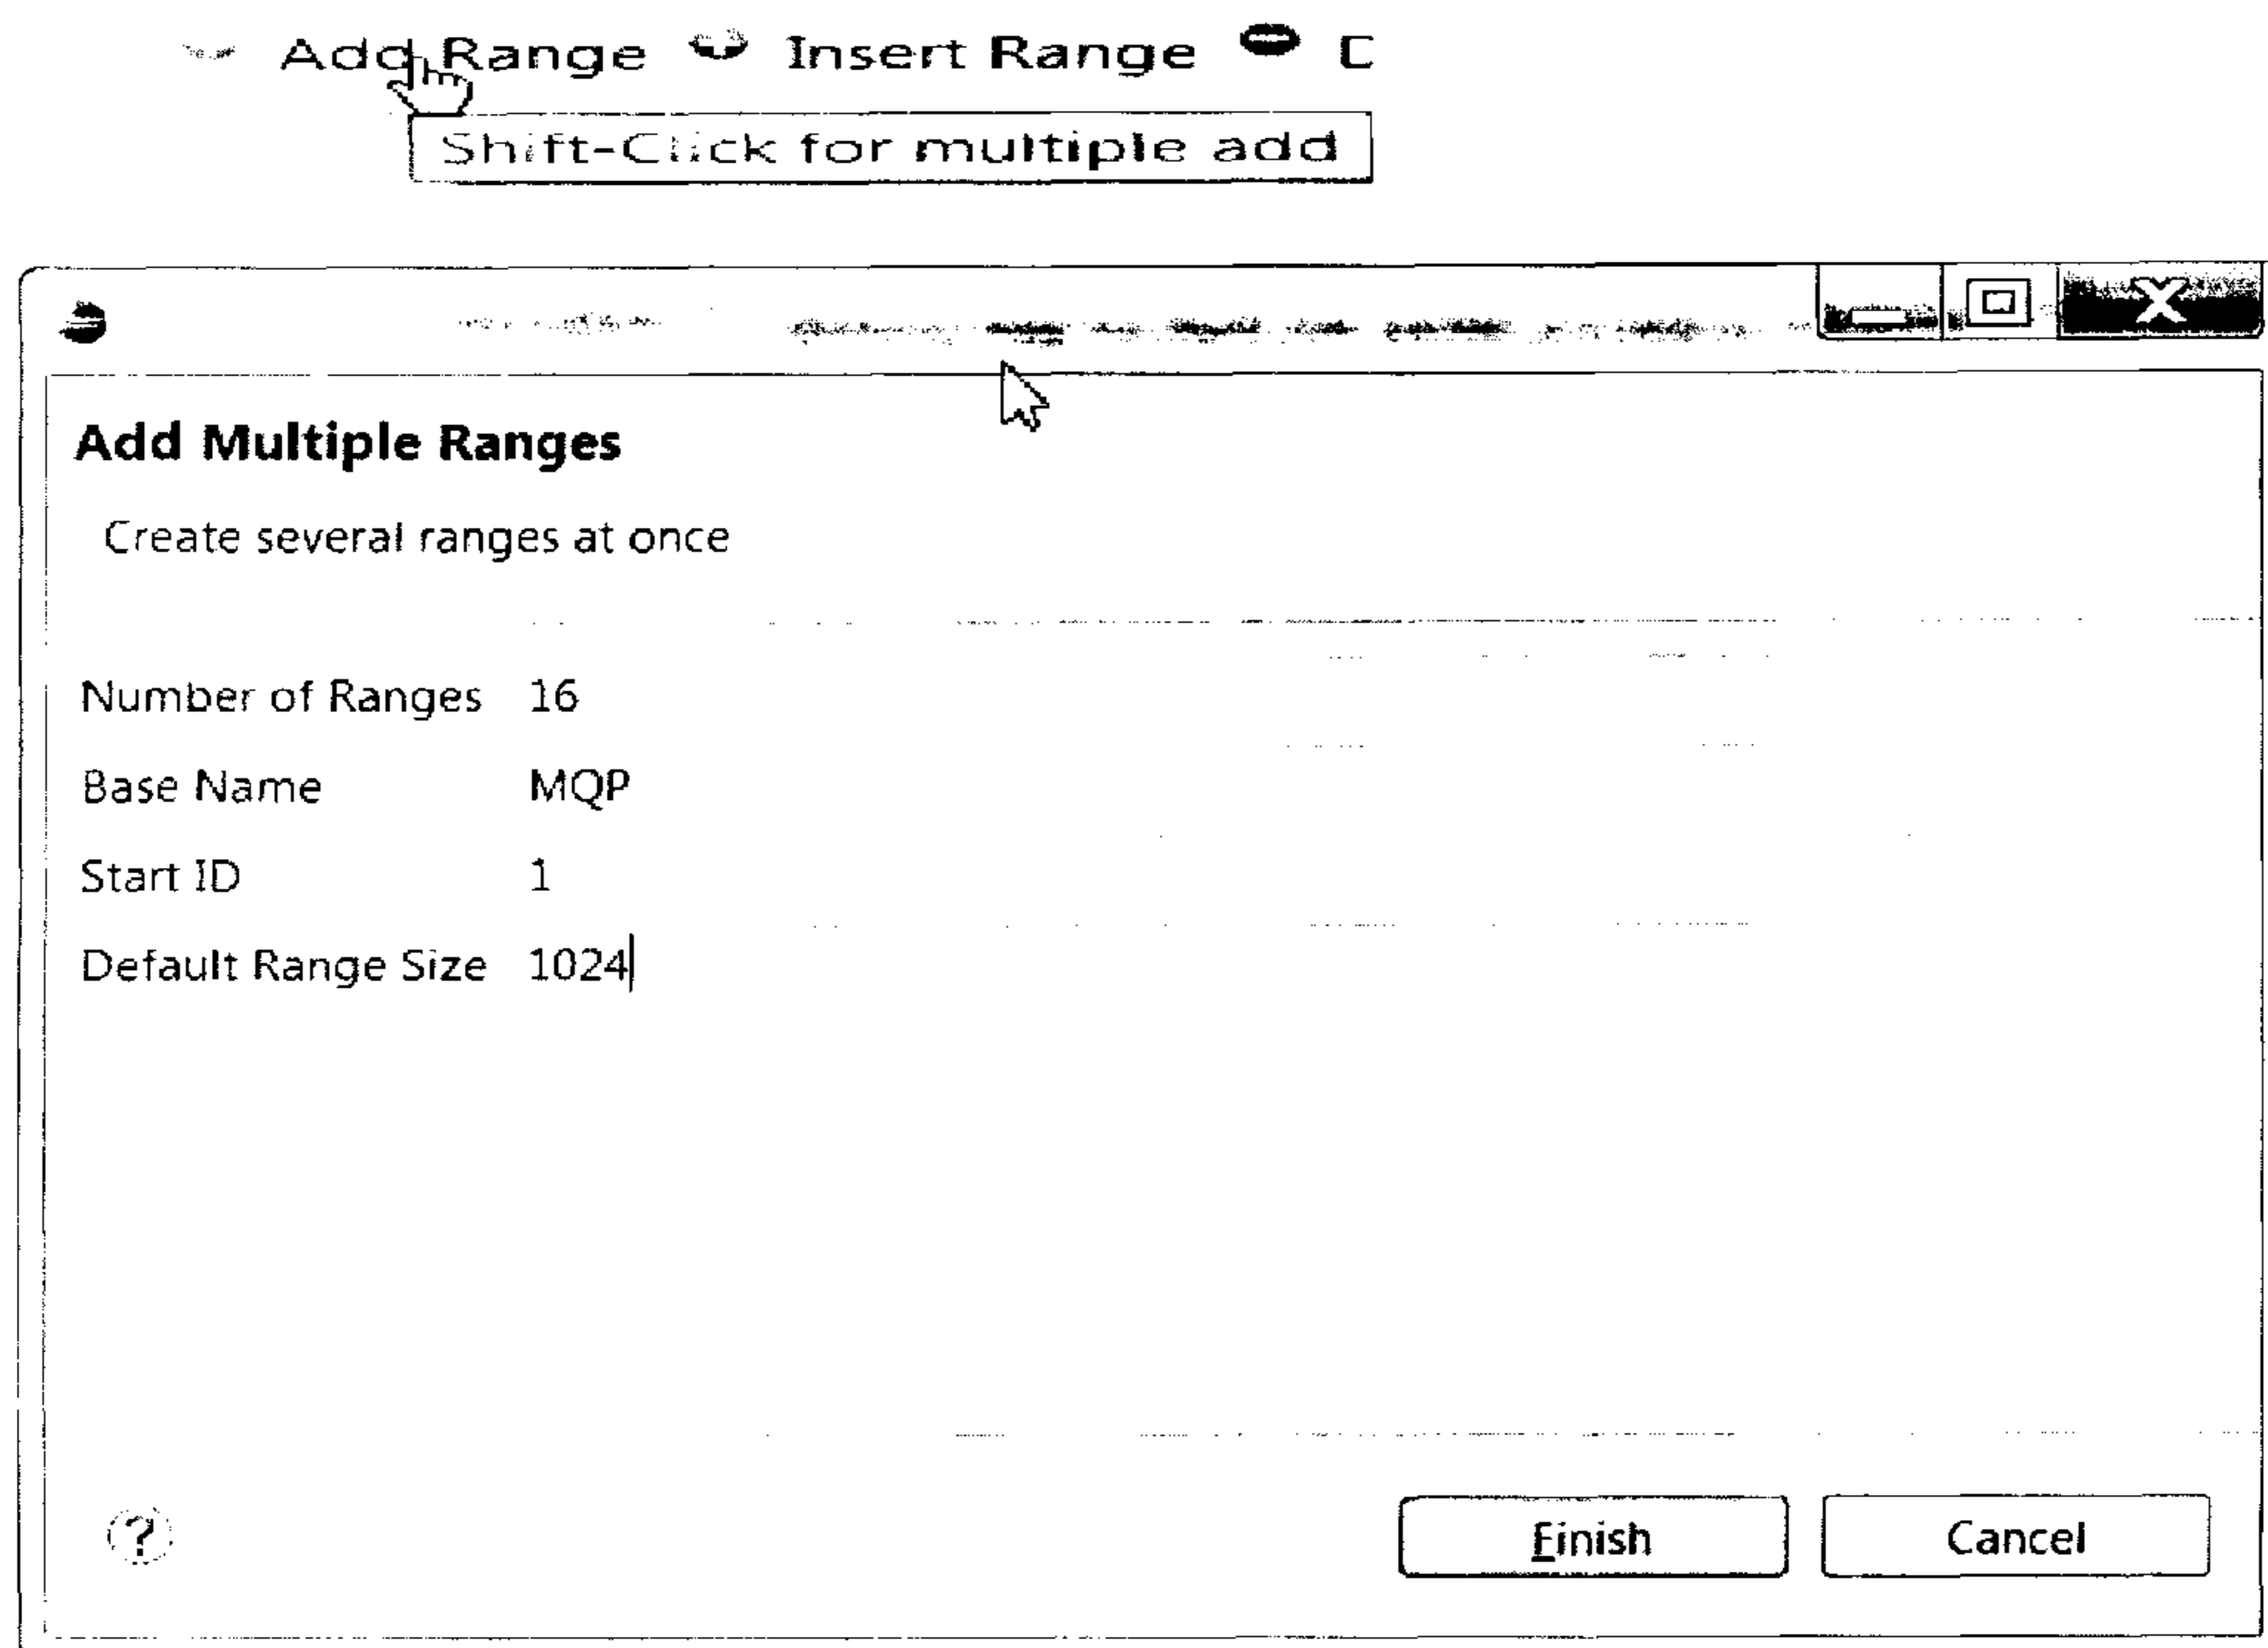 Add Range Insert Range
Shift-Click for multiple add
Add Multiple Ranges
Create several ranges at once
Number of Ranges 16
Base Name MQP
Start ID 1
Default Range Size 1024
?
Finish Cancel